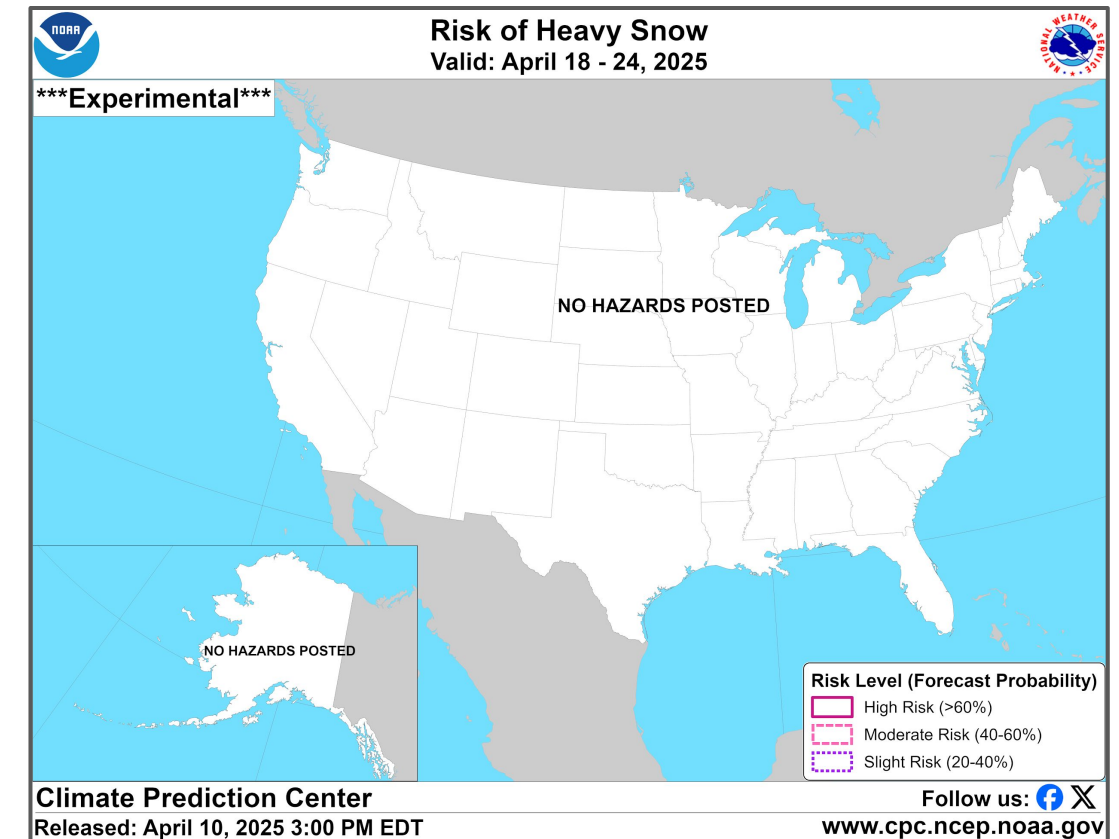 NOAA
Risk of Heavy Snow
Valid: April 18 - 24, 2025
NATIONAL WEATHER SERVICE
***Experimental***
NO HAZARDS POSTED
NO HAZARDS POSTED
Risk Level (Forecast Probability)
High Risk (>60%)
Moderate Risk (40-60%)
Slight Risk (20-40%)
Climate Prediction Center
Follow us:
Released: April 10, 2025 3:00 PM EDT
www.cpc.ncep.noaa.gov